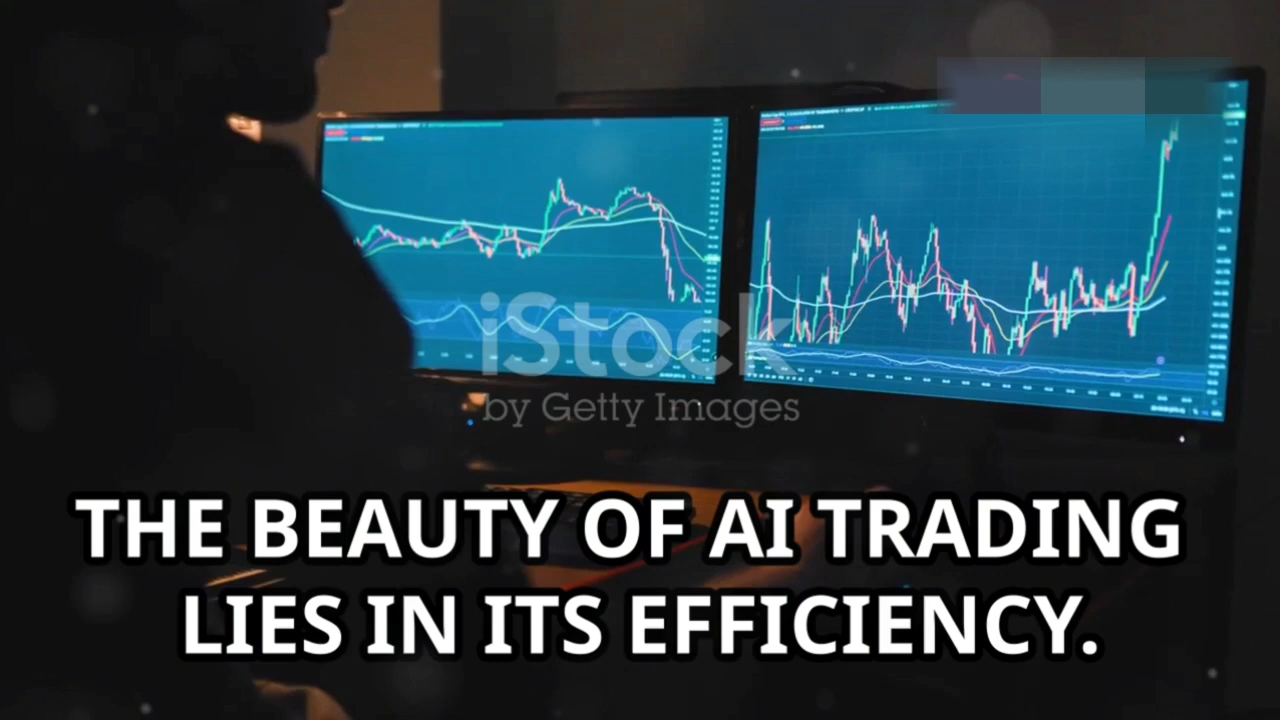 iStock
by Getty Images
THE BEAUTY OF AI TRADING
LIES IN ITS EFFICIENCY.